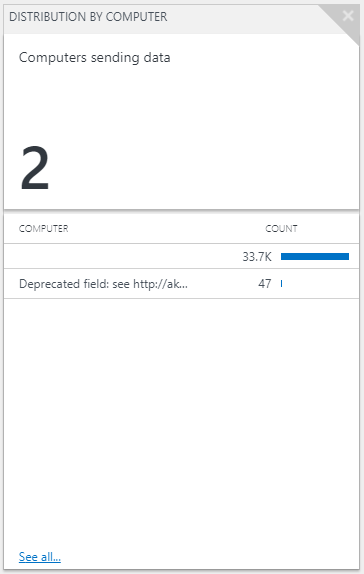 DISTRIBUTION BY COMPUTER
Computers sending data
2
COMPUTER COUNT
33.7K
Deprecated field: see http://ak... 47
See all...